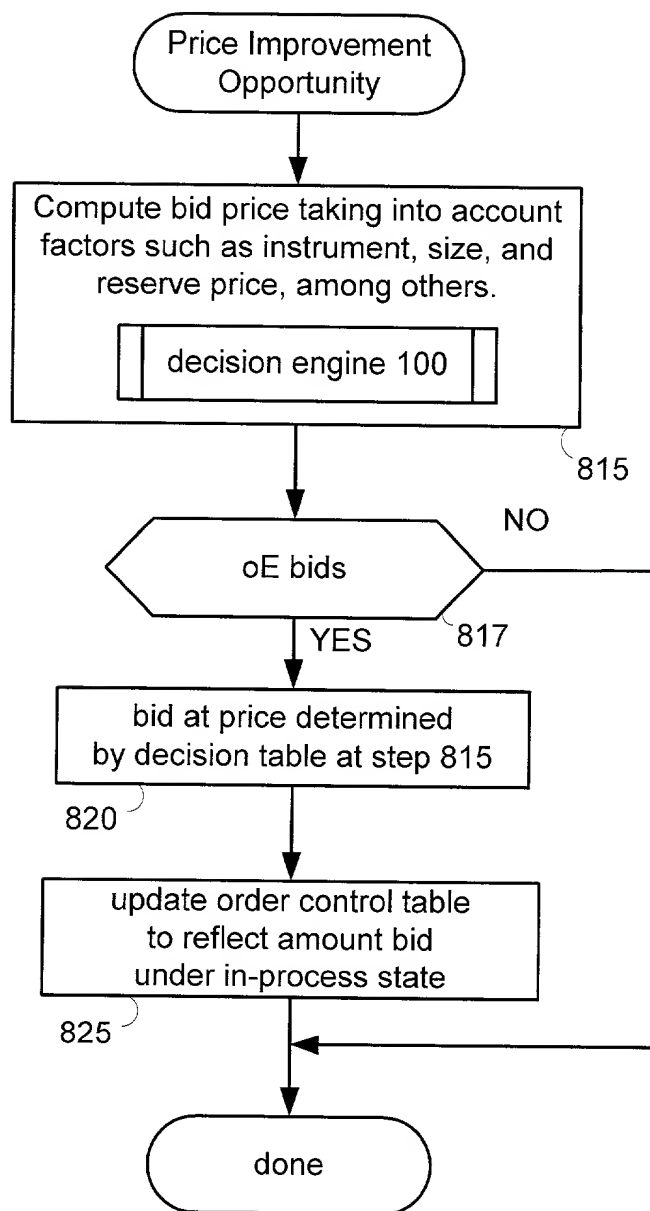 Price Improvement
Opportunity
Compute bid price taking into account
factors such as instrument, size, and
reserve price, among others.
decision engine 100
815
NO
oE bids
817
YES
bid at price determined
by decision table at step 815
820
update order control table
to reflect amount bid
under in-process state
825
done